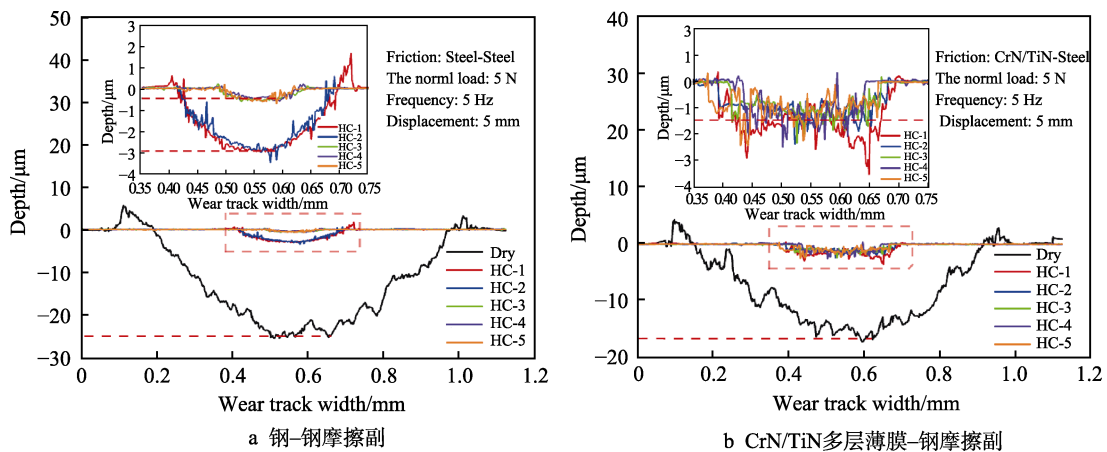 50
40
30
20
10
0
−10
−20
−30
Depth/μm
0
0.2
0.4
0.6
0.8
1.0
1.2
Wear track width/mm
3
2
1
0
−1
−2
−3
−4
Depth/μm
0.35 0.40 0.45 0.50 0.55 0.60 0.65 0.70 0.75
Wear track width/mm
HC-1
HC-2
HC-3
HC-4
HC-5
Friction: Steel-Steel
The norml load: 5 N
Frequency: 5 Hz
Displacement: 5 mm
Dry
HC-1
HC-2
HC-3
HC-4
HC-5
a 钢–钢摩擦副
40
30
20
10
0
−10
−20
Depth/μm
0
0.2
0.4
0.6
0.8
1.0
1.2
Wear track width/mm
3
2
1
0
−1
−2
−3
−4
Depth/μm
0.35 0.40 0.45 0.50 0.55 0.60 0.65 0.70 0.75
Wear track width/mm
HC-1
HC-2
HC-3
HC-4
HC-5
Friction: CrN/TiN-Steel
The norml load: 5 N
Frequency: 5 Hz
Displacement: 5 mm
Dry
HC-1
HC-2
HC-3
HC-4
HC-5
b CrN/TiN多层薄膜–钢摩擦副